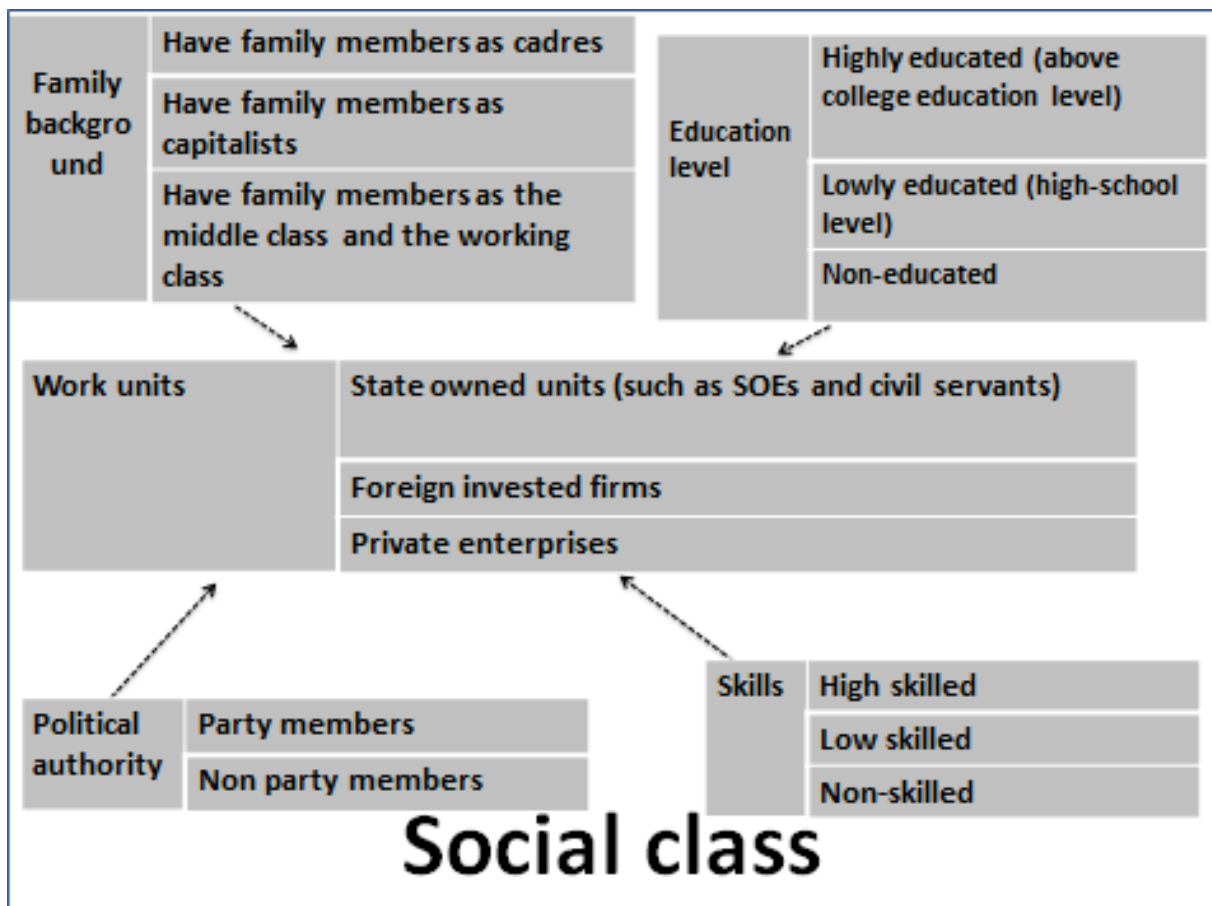 Family
backgro
und
Have family members as cadres
Have family members as
capitalists
Have family members as the
middle class and the working
class
Education
level
Highly educated (above
college education level)
Lowly educated (high-school
level)
Non-educated
Work units
State owned units (such as SOEs and civil servants)
Foreign invested firms
Private enterprises
Political
authority
Party members
Non party members
Skills
High skilled
Low skilled
Non-skilled
Social class